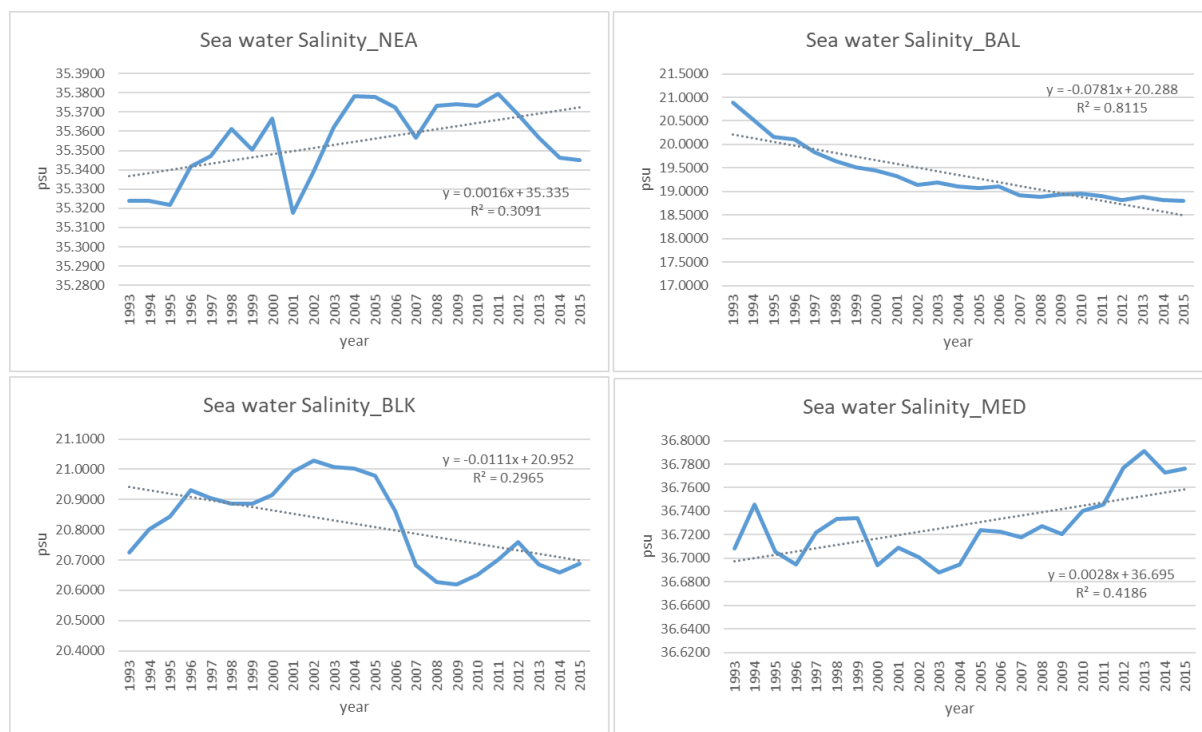 Sea water Salinity_NEA
35.3900
35.3800
35.3700
35.3600
35.3500
35.3400
35.3300
35.3200
35.3100
35.3000
35.2900
35.2800
psu
y = 0.0016x + 35.335
R² = 0.3091
1993 1994 1995 1996 1997 1998 1999 2000 2001 2002 2003 2004 2005 2006 2007 2008 2009 2010 2011 2012 2013 2014 2015
year
Sea water Salinity_BAL
21.5000
21.0000
20.5000
20.0000
19.5000
19.0000
18.5000
18.0000
17.5000
17.0000
psu
y = -0.0781x + 20.288
R² = 0.8115
1993 1994 1995 1996 1997 1998 1999 2000 2001 2002 2003 2004 2005 2006 2007 2008 2009 2010 2011 2012 2013 2014 2015
year
Sea water Salinity_BLK
21.1000
21.0000
20.9000
20.8000
20.7000
20.6000
20.5000
20.4000
psu
y = -0.0111x + 20.952
R² = 0.2965
1993 1994 1995 1996 1997 1998 1999 2000 2001 2002 2003 2004 2005 2006 2007 2008 2009 2010 2011 2012 2013 2014 2015
year
Sea water Salinity_MED
36.8000
36.7800
36.7600
36.7400
36.7200
36.7000
36.6800
36.6600
36.6400
36.6200
psu
y = 0.0028x + 36.695
R² = 0.4186
1993 1994 1995 1996 1997 1998 1999 2000 2001 2002 2003 2004 2005 2006 2007 2008 2009 2010 2011 2012 2013 2014 2015
year